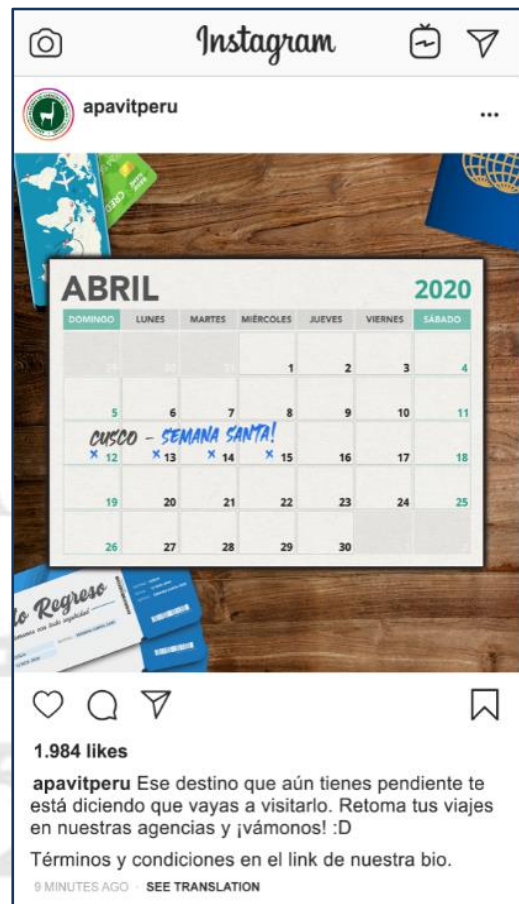 Instagram
apavitperu
CRED
ABRIL 2020
DOMINGO LUNES MARTES MIÉRCOLES JUEVES VIERNES SÁBADO
29 30 31 1 2 3 4
5 6 7 8 9 10 11
CUSCO - SEMANA SANTA!
x 12 x 13 x 14 x 15 16 17 18
19 20 21 22 23 24 25
26 27 28 29 30
Regreso
1.984 likes
apavitperu Ese destino que aún tienes pendiente te
está diciendo que vayas a visitarlo. Retoma tus viajes
en nuestras agencias y ¡vámonos! :D
Términos y condiciones en el link de nuestra bio.
9 MINUTES AGO · SEE TRANSLATION